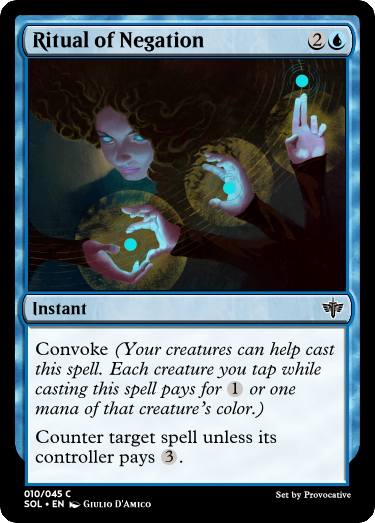 Ritual of Negation 2
Instant
Convoke (Your creatures can help cast
this spell. Each creature you tap while
casting this spell pays for 1 or one
mana of that creature's color.)
Counter target spell unless its
controller pays 3.
010/045 C
SOL • EN Giulio D'Amico
Set by Provocative